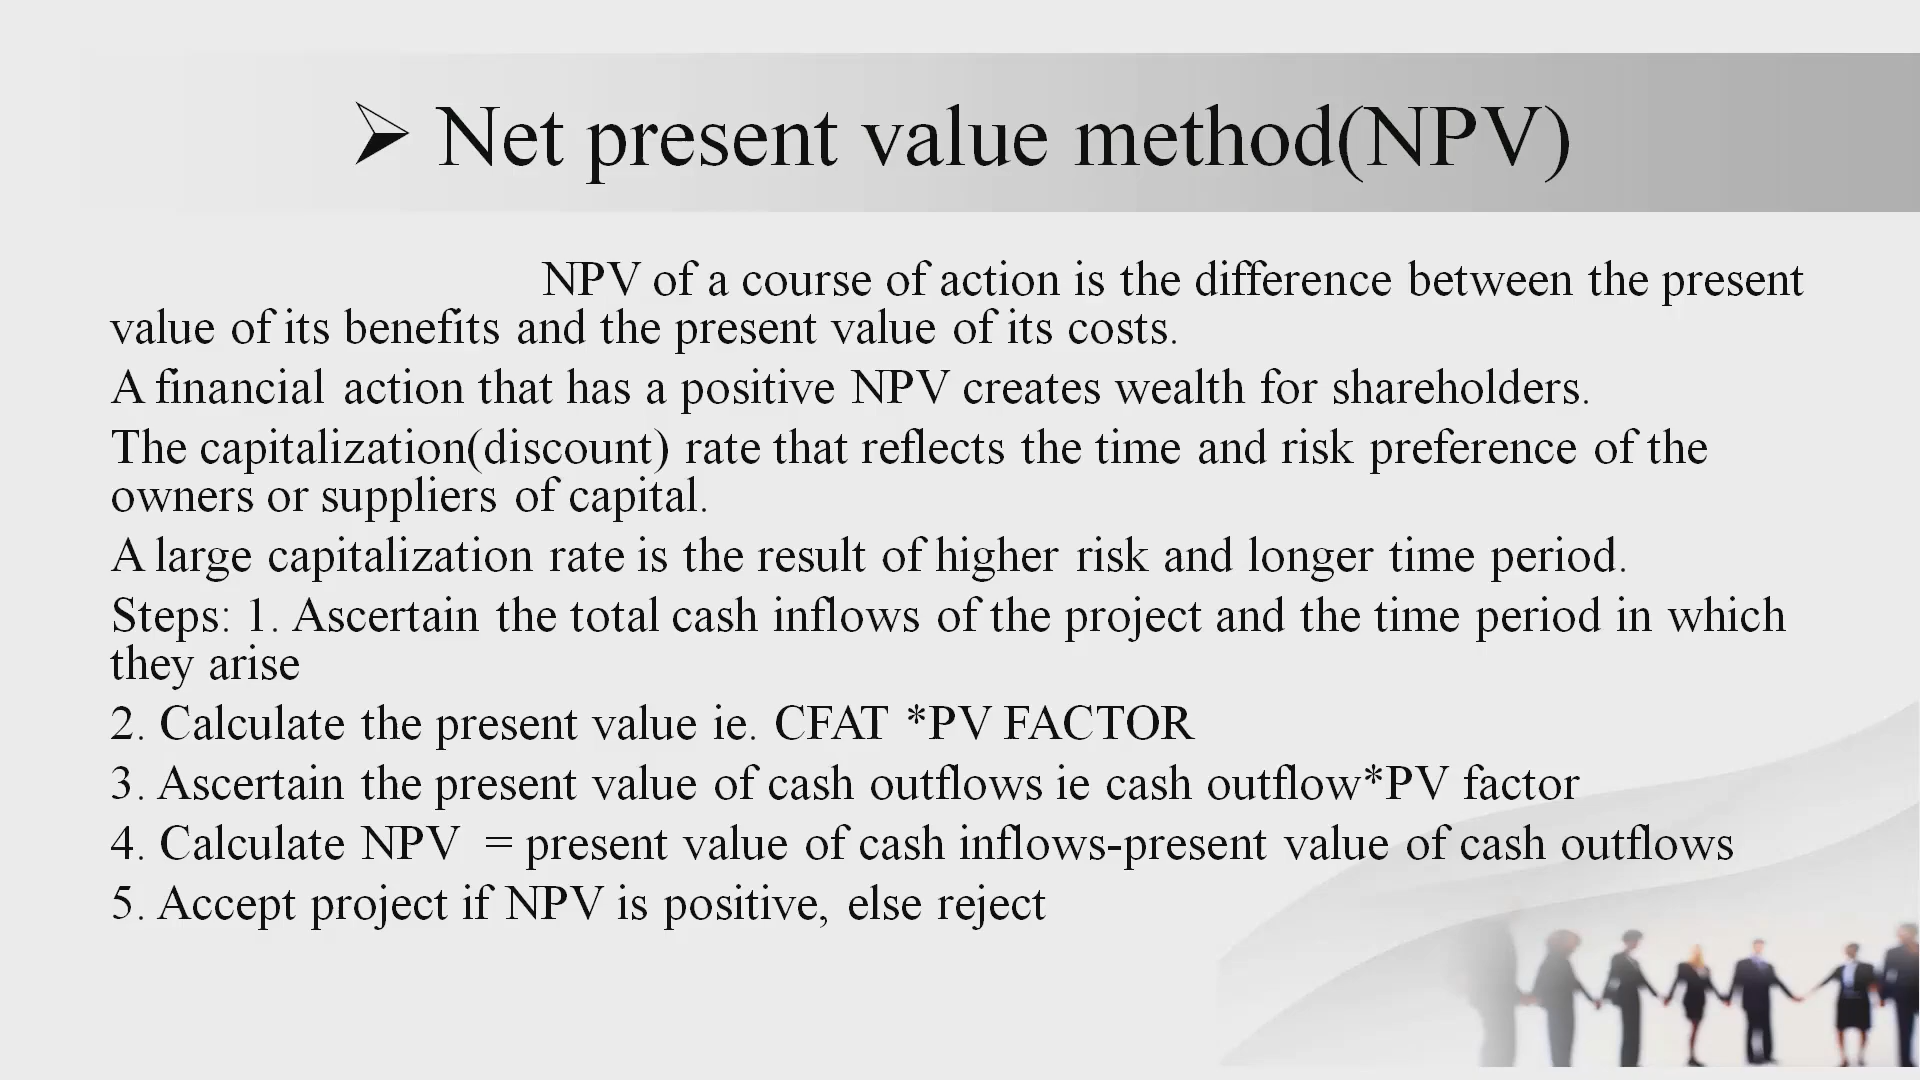 ➢ Net present value method(NPV)
NPV of a course of action is the difference between the present
value of its benefits and the present value of its costs.
A financial action that has a positive NPV creates wealth for shareholders.
The capitalization(discount) rate that reflects the time and risk preference of the
owners or suppliers of capital.
A large capitalization rate is the result of higher risk and longer time period.
Steps: 1. Ascertain the total cash inflows of the project and the time period in which
they arise
2. Calculate the present value ie. CFAT *PV FACTOR
3. Ascertain the present value of cash outflows ie cash outflow*PV factor
4. Calculate NPV = present value of cash inflows-present value of cash outflows
5. Accept project if NPV is positive, else reject